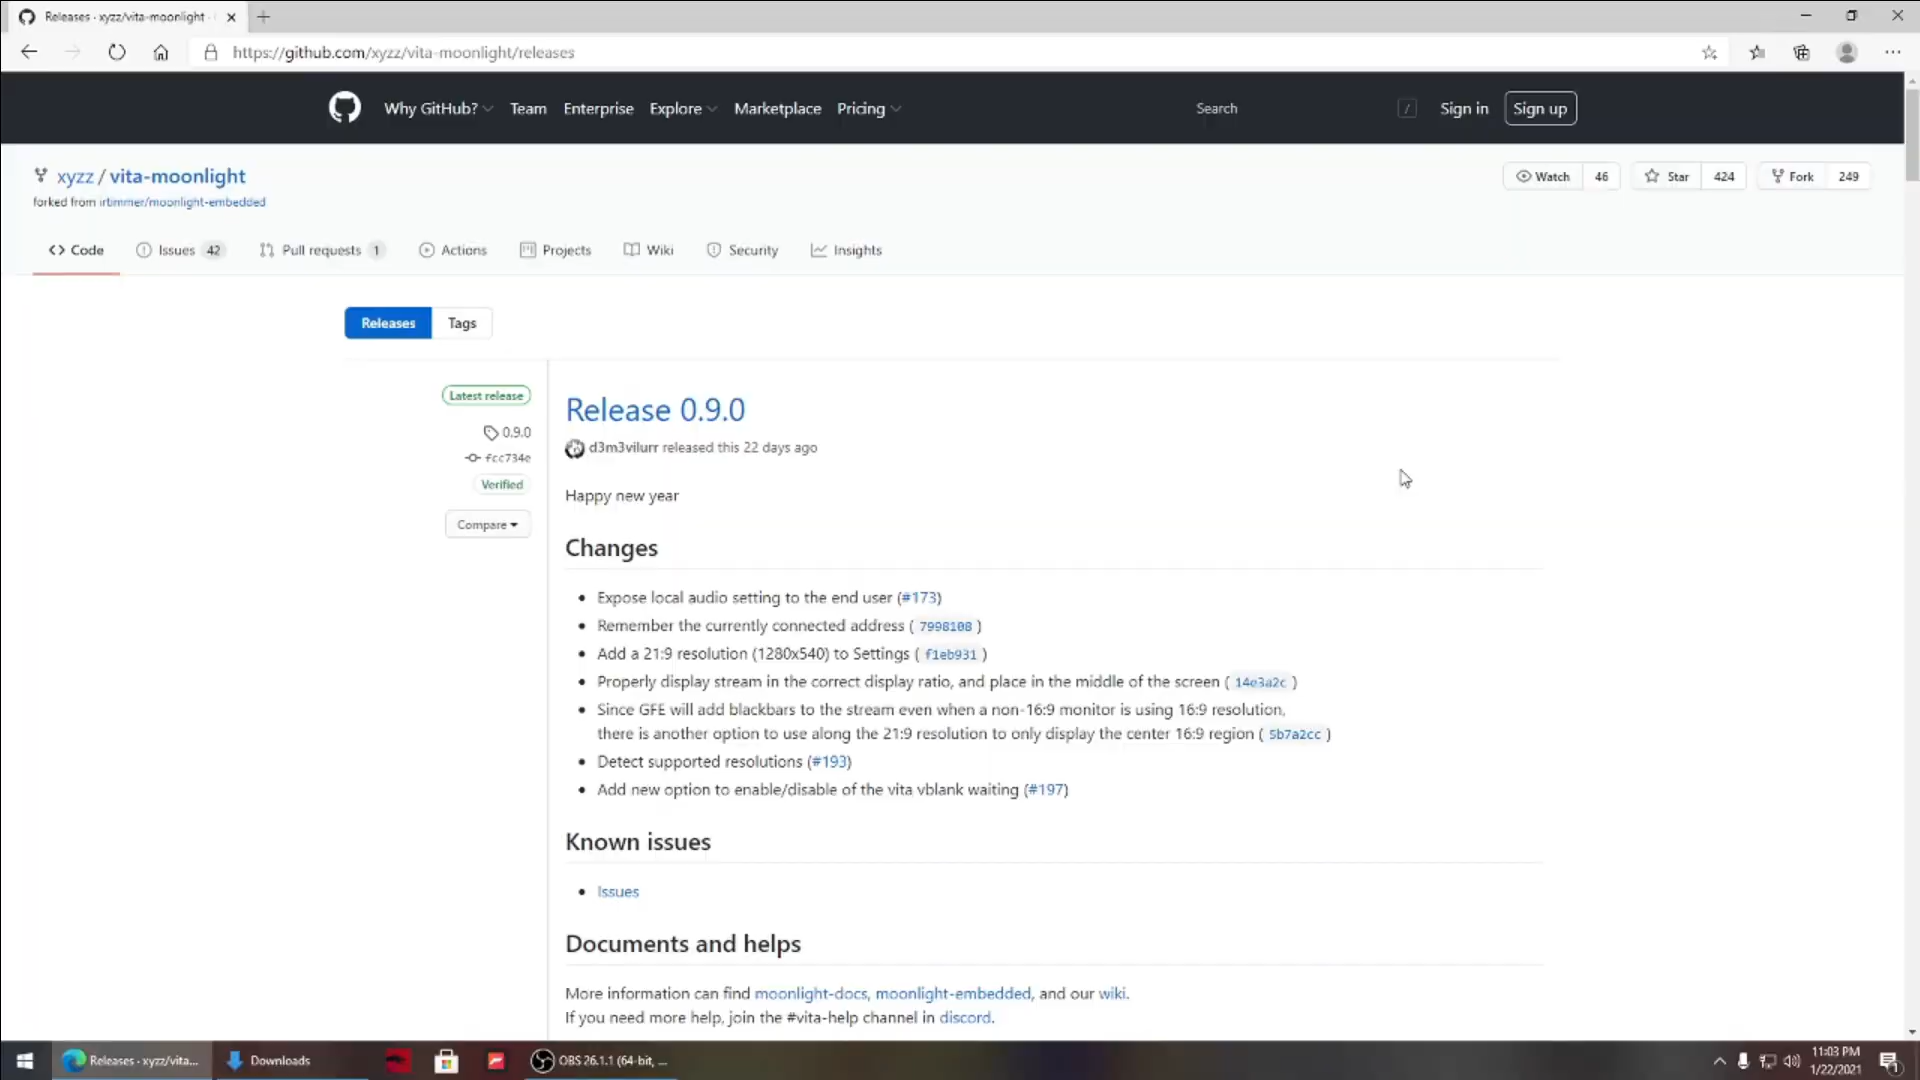 Releases · xyzz/vita-moonlight ·
https://github.com/xyzz/vita-moonlight/releases
Why GitHub? Team Enterprise Explore Marketplace Pricing Search / Sign in Sign up
xyzz / vita-moonlight Watch 46 Star 424 Fork 249
forked from irtimmer/moonlight-embedded
Code Issues 42 Pull requests 1 Actions Projects Wiki Security Insights
Releases Tags
Latest release
0.9.0
fcc734e
Verified
Compare
Release 0.9.0
d3m3vilurr released this 22 days ago
Happy new year
Changes
• Expose local audio setting to the end user (#173)
• Remember the currently connected address ( 7998108 )
• Add a 21:9 resolution (1280x540) to Settings ( f1eb931 )
• Properly display stream in the correct display ratio, and place in the middle of the screen ( 14e3a2c )
• Since GFE will add blackbars to the stream even when a non-16:9 monitor is using 16:9 resolution,
there is another option to use along the 21:9 resolution to only display the center 16:9 region ( 5b7a2cc )
• Detect supported resolutions (#193)
• Add new option to enable/disable of the vita vblank waiting (#197)
Known issues
• Issues
Documents and helps
More information can find moonlight-docs, moonlight-embedded, and our wiki.
If you need more help, join the #vita-help channel in discord.
Releases · xyzz/vita... Downloads OBS 26.1.1 (64-bit, ... 11:03 PM
1/22/2021 1